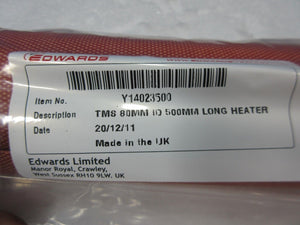 EDWARDS
Item No. Y14023500
Description TMS 80MM ID 500MM LONG HEATER
Date 20/12/11
Made in the UK
Edwards Limited
Manor Royal, Crawley,
West Sussex RH10 9LW, UK